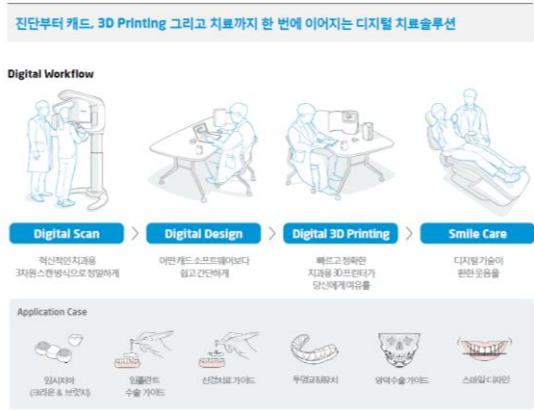 진단부터 캐드, 3D Printing 그리고 치료까지 한 번에 이어지는 디지털 치료솔루션
Digital Workflow
Digital Scan > Digital Design > Digital 3D Printing > Smile Care
혁신적인 치과용
3차원 스캔 방식으로 정밀하게
어떤 캐드 소프트웨어보다
쉽고 간단하게
빠르고 정확한
치과용 3D 프린터가
당신에게 여유를
디지털 기술이
환한 웃음을
Application Case
임시치아
(크라운 & 브릿지)
임플란트
수술 가이드
신경치료 가이드
투명교정장치
양악수술 가이드
스마일 디자인